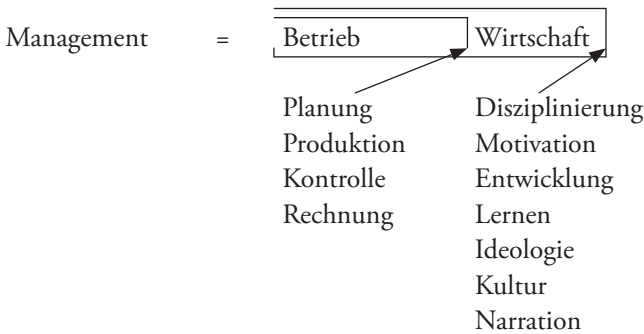 Management = Betrieb Wirtschaft
Planung Disziplinierung
Produktion Motivation
Kontrolle Entwicklung
Rechnung Lernen
Ideologie
Kultur
Narration